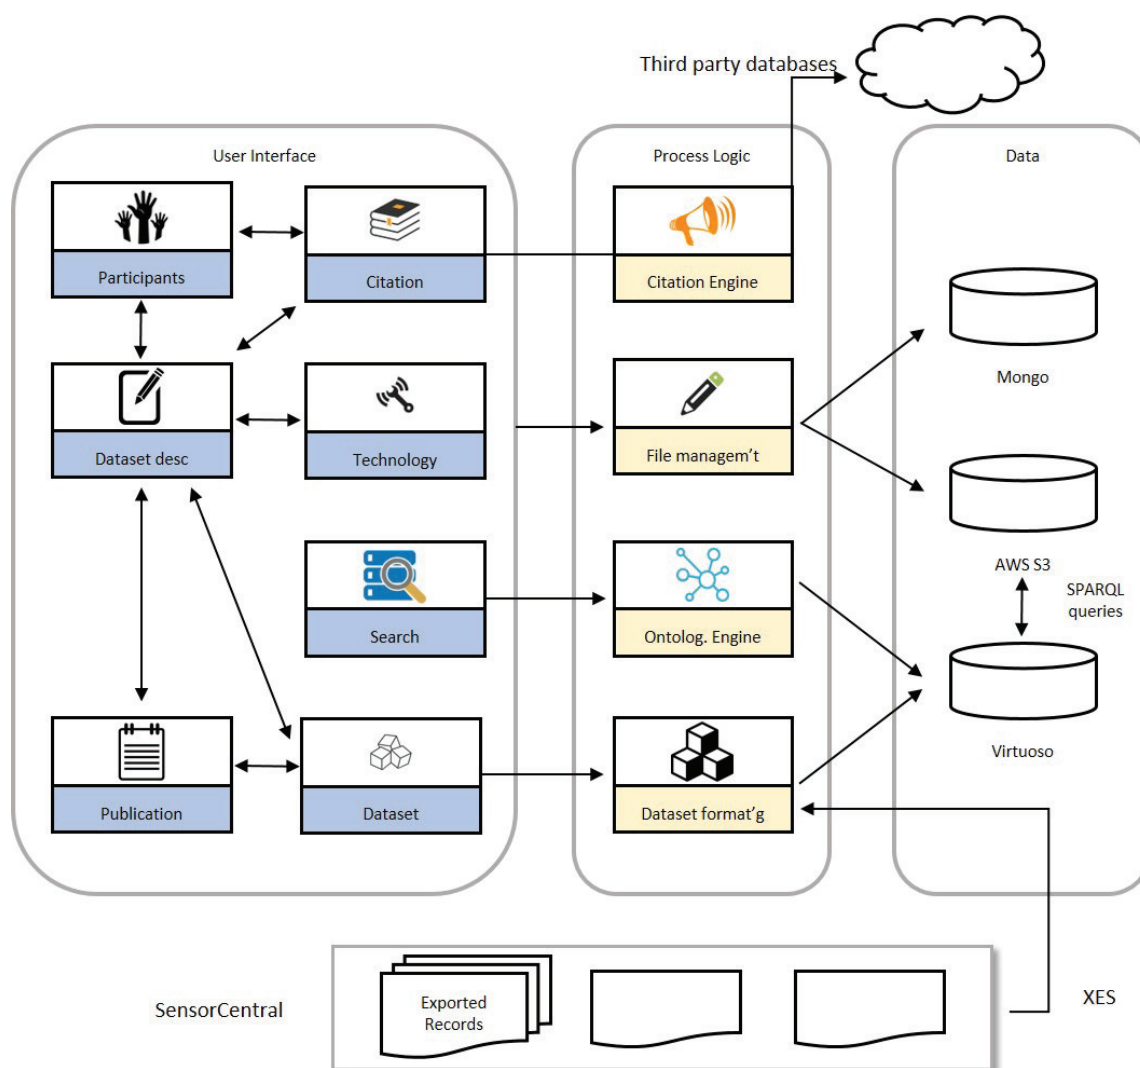 Third party databases
User Interface
Process Logic
Data
Participants
Citation
Citation Engine
Mongo
Dataset desc
Technology
File managem't
AWS S3
SPARQL
queries
Search
Ontolog. Engine
Virtuoso
Publication
Dataset
Dataset format'g
SensorCentral
Exported
Records
XES